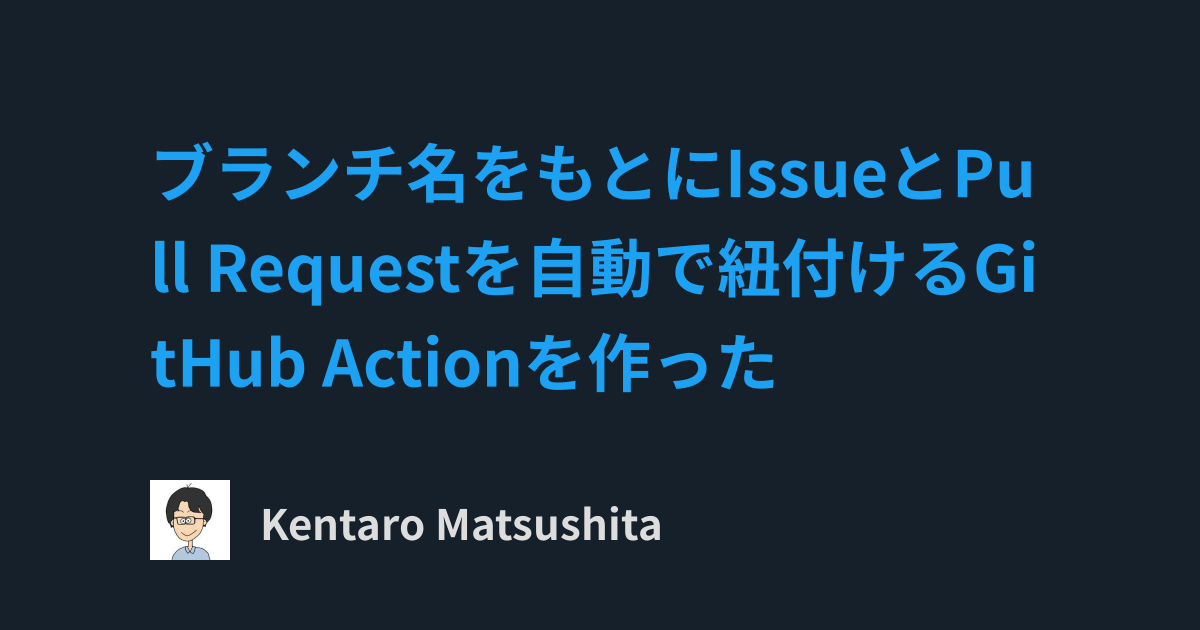 ブランチ名をもとにIssueとPu
ll Requestを自動で紐付けるGi
tHub Actionを作った
Kentaro Matsushita